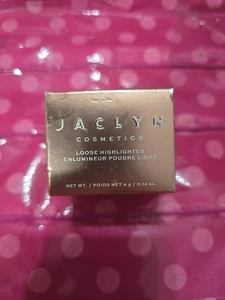 JACLYN
COSMETICS
LOOSE HIGHLIGHTER
ENLUMINEUR POUDRE LIBRE
NET WT. / POIDS NET 4 g / 0.14 oz.